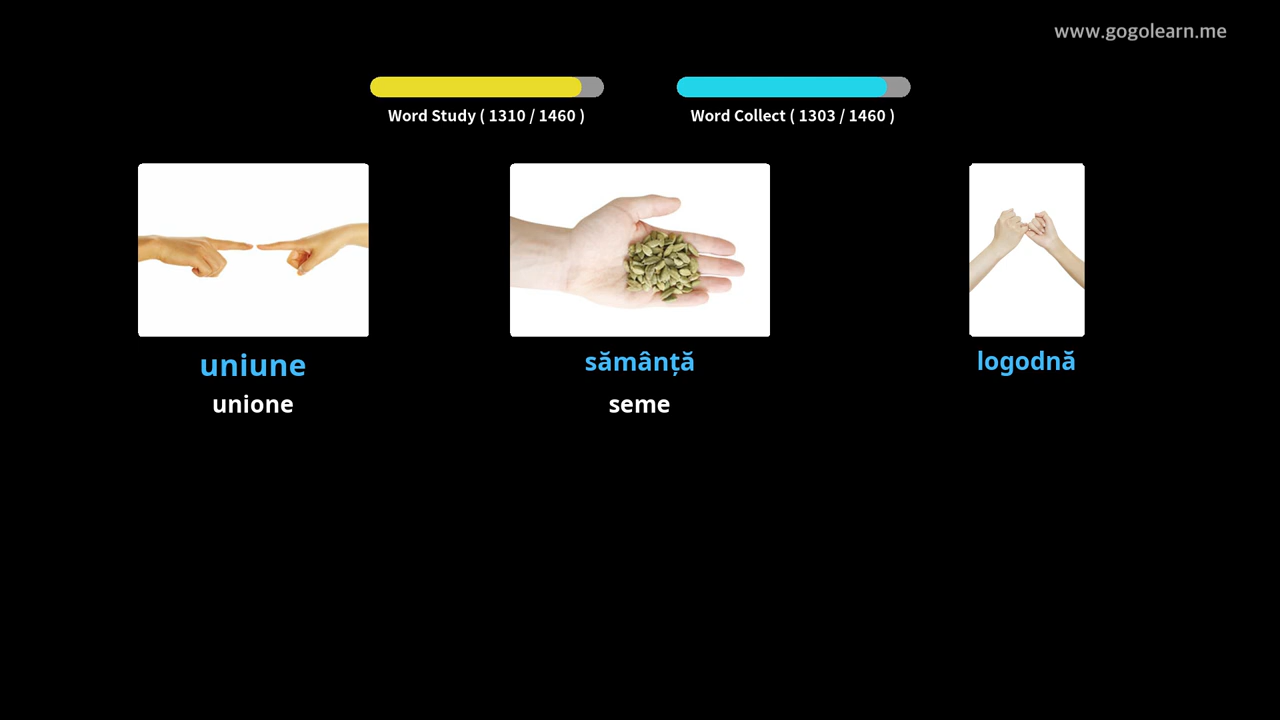 www.gogolearn.me
Word Study ( 1310 / 1460 )
Word Collect ( 1303 / 1460 )
uniune
sămânță
logodnă
unione
seme